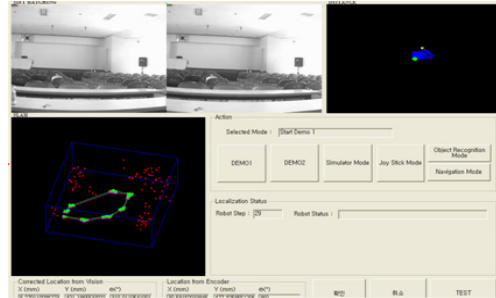 SLAM
Action
Selected Mode : Start Demo 1
DEMO1
DEMO2
Simulator Mode
Joy Stick Mode
Object Recognition
Mode
Navigation Mode
Localization Status
Robot Step : 29 Robot Status :
Corrected Location from Vision
X (mm) Y (mm) θ(°)
Location from Encoder
X (mm) Y (mm) θ(°)
확인
취소
TEST